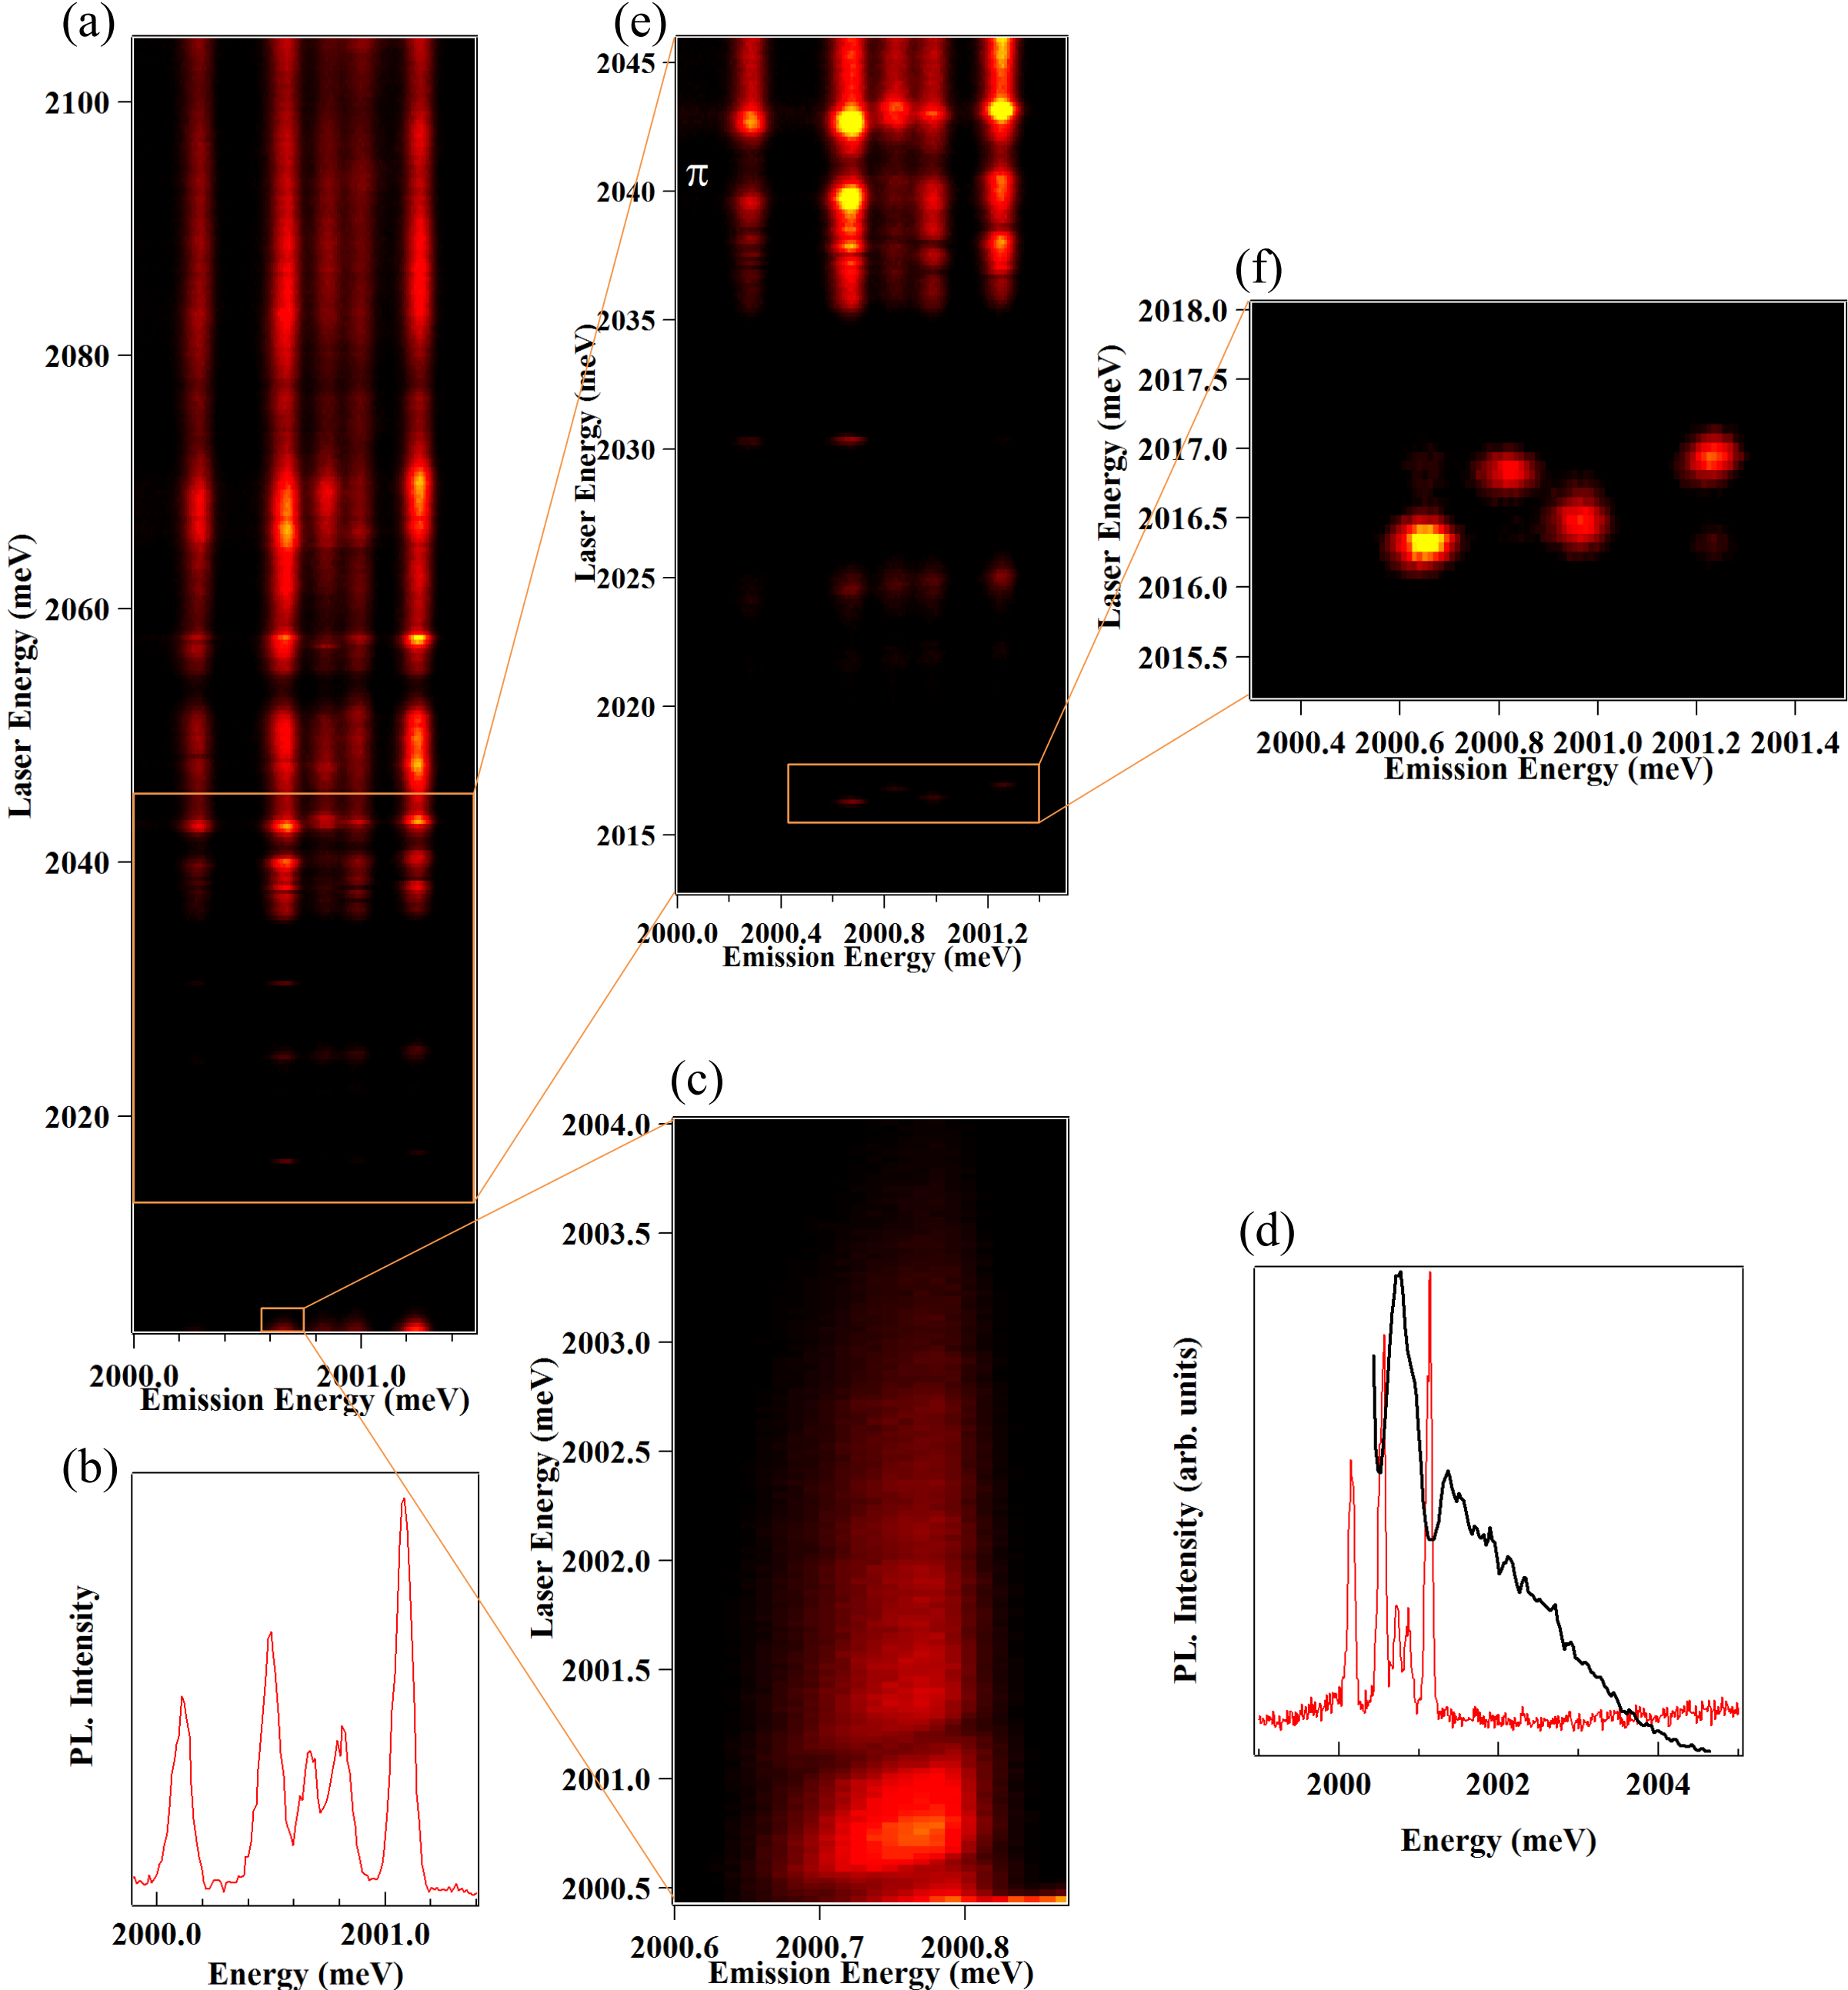 (a)
2100
2080
2060
2040
2020
Laser Energy (meV)
2000.0 2001.0
Emission Energy (meV)
(e)
2045
2040
2035
2030
2025
2020
2015
π
Laser Energy (meV)
2000.0 2000.4 2000.8 2001.2
Emission Energy (meV)
(f)
2018.0
2017.5
2017.0
2016.5
2016.0
2015.5
Laser Energy (meV)
2000.4 2000.6 2000.8 2001.0 2001.2 2001.4
Emission Energy (meV)
(c)
2004.0
2003.5
2003.0
2002.5
2002.0
2001.5
2001.0
2000.5
Laser Energy (meV)
2000.6 2000.7 2000.8
Emission Energy (meV)
(d)
PL. Intensity (arb. units)
2000 2002 2004
Energy (meV)
(b)
PL. Intensity
2000.0 2001.0
Energy (meV)